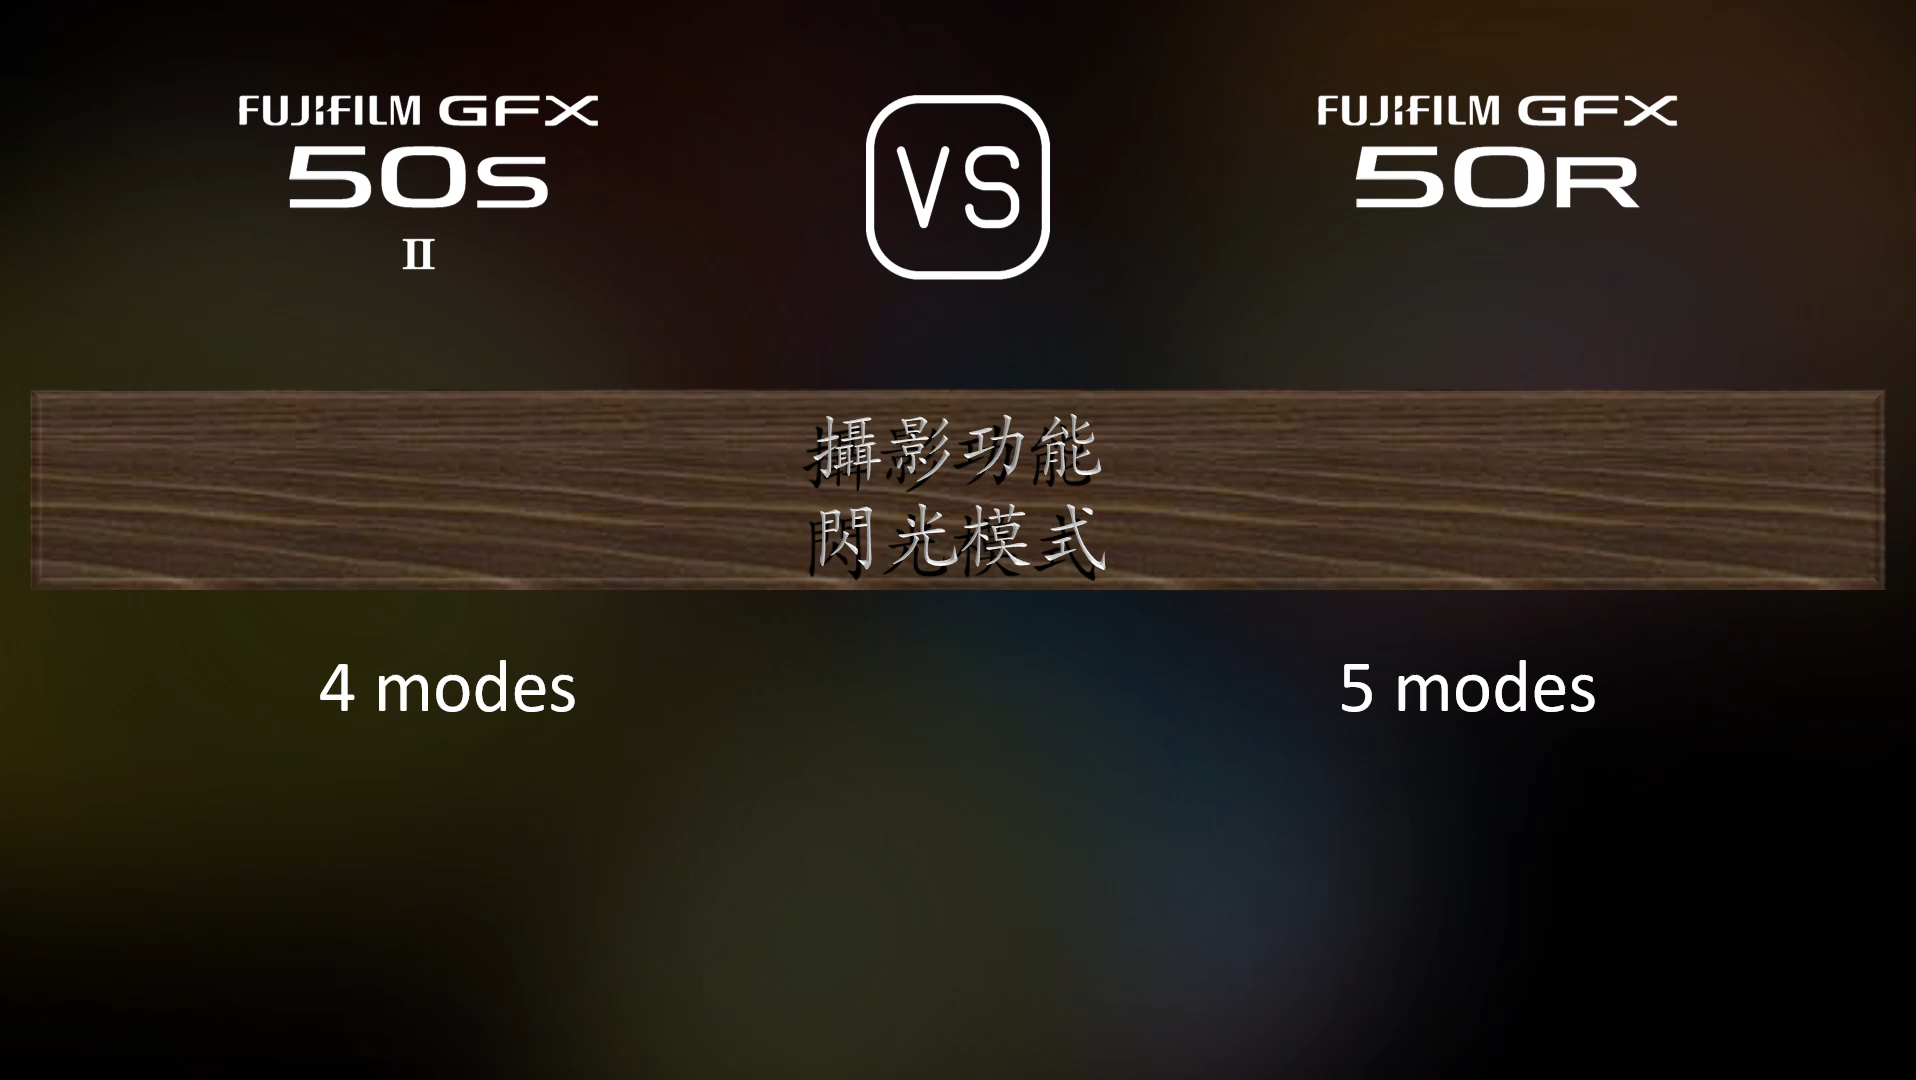 FUJIFILM GFX
50S
II
VS
FUJIFILM GFX
50R
攝影功能
閃光模式
4 modes
5 modes